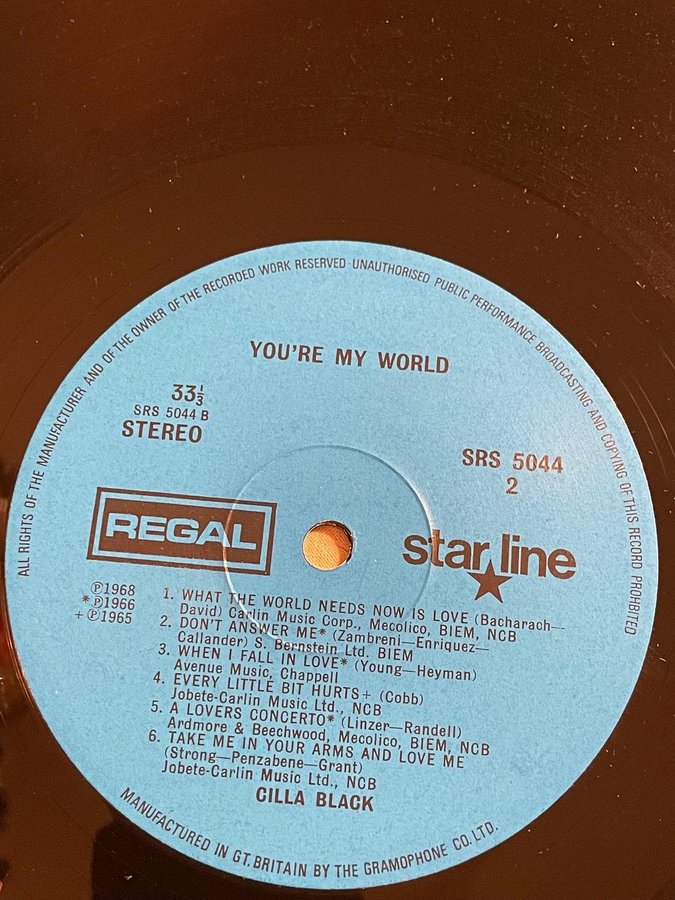 ALL RIGHTS OF THE MANUFACTURER AND OF THE OWNER OF THE RECORDED WORK RESERVED UNAUTHORISED PUBLIC PERFORMANCE BROADCASTING AND COPYING OF THIS RECORD PROHIBITED
YOU'RE MY WORLD
33⅓
SRS 5044 B
STEREO
SRS 5044
2
REGAL
star line
℗1968
*℗1966
+℗1965
1. WHAT THE WORLD NEEDS NOW IS LOVE (Bacharach—
David) Carlin Music Corp., Mecolico, BIEM, NCB
2. DON'T ANSWER ME* (Zambreni—Enriquez—
Callander) S. Bernstein Ltd. BIEM
3. WHEN I FALL IN LOVE* (Young—Heyman)
Avenue Music, Chappell
4. EVERY LITTLE BIT HURTS+ (Cobb)
Jobete-Carlin Music Ltd., NCB
5. A LOVERS CONCERTO* (Linzer—Randell)
Ardmore & Beechwood, Mecolico, BIEM, NCB
6. TAKE ME IN YOUR ARMS AND LOVE ME
(Strong—Penzabene—Grant)
Jobete-Carlin Music Ltd., NCB
CILLA BLACK
MANUFACTURED IN GT. BRITAIN BY THE GRAMOPHONE CO. LTD.